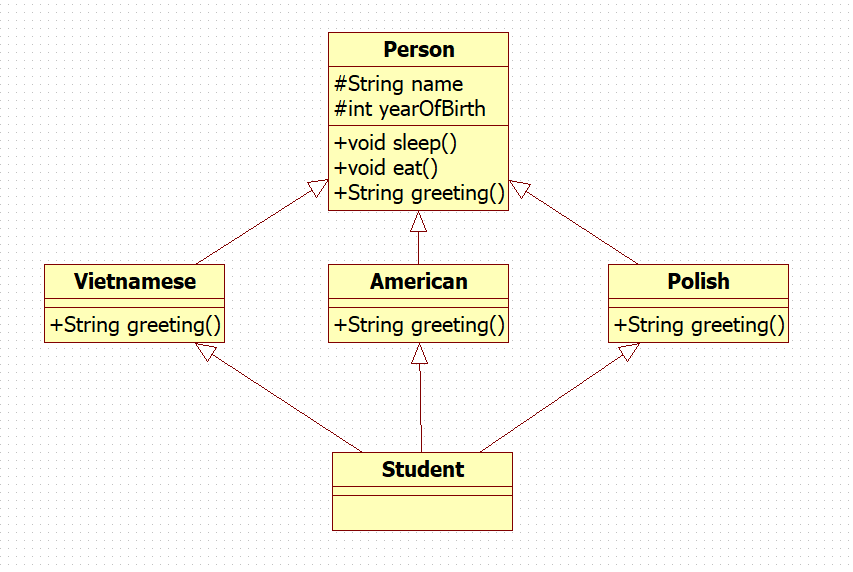 Person
#String name
#int yearOfBirth
+void sleep()
+void eat()
+String greeting()
Vietnamese
+String greeting()
American
+String greeting()
Polish
+String greeting()
Student